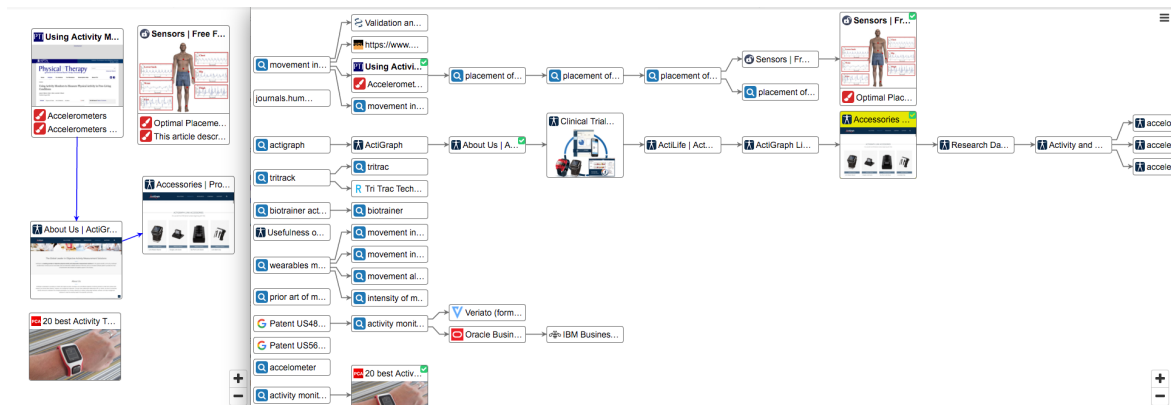 Using Activity M...
Physical Therapy
Accelerometers
Accelerometers ...
Sensors | Free F...
Optimal Placeme...
This article descr...
Accessories | Pro...
About Us | ActiGr...
20 best Activity T...
+
−
movement in...
Validation an...
https://www....
Using Activi...
Acceleromet...
movement in...
journals.hum...
placement of...
placement of...
placement of...
Sensors | Fr...
placement of...
Sensors | Fr...
Optimal Plac...
actigraph
ActiGraph
About Us | A...
Clinical Trial...
ActiLife | Act...
ActiGraph Li...
Accessories ...
Research Da...
Activity and ...
accelo
accele
accele
tritrack
tritrac
Tri Trac Tech...
biotrainer act...
biotrainer
Usefulness o...
wearables m...
movement in...
movement in...
movement al...
intensity of m...
prior art of m...
Patent US48...
activity monit...
Veriato (form...
Oracle Busin...
IBM Business...
Patent US56...
accelometer
activity monit...
20 best Activ...
+
−